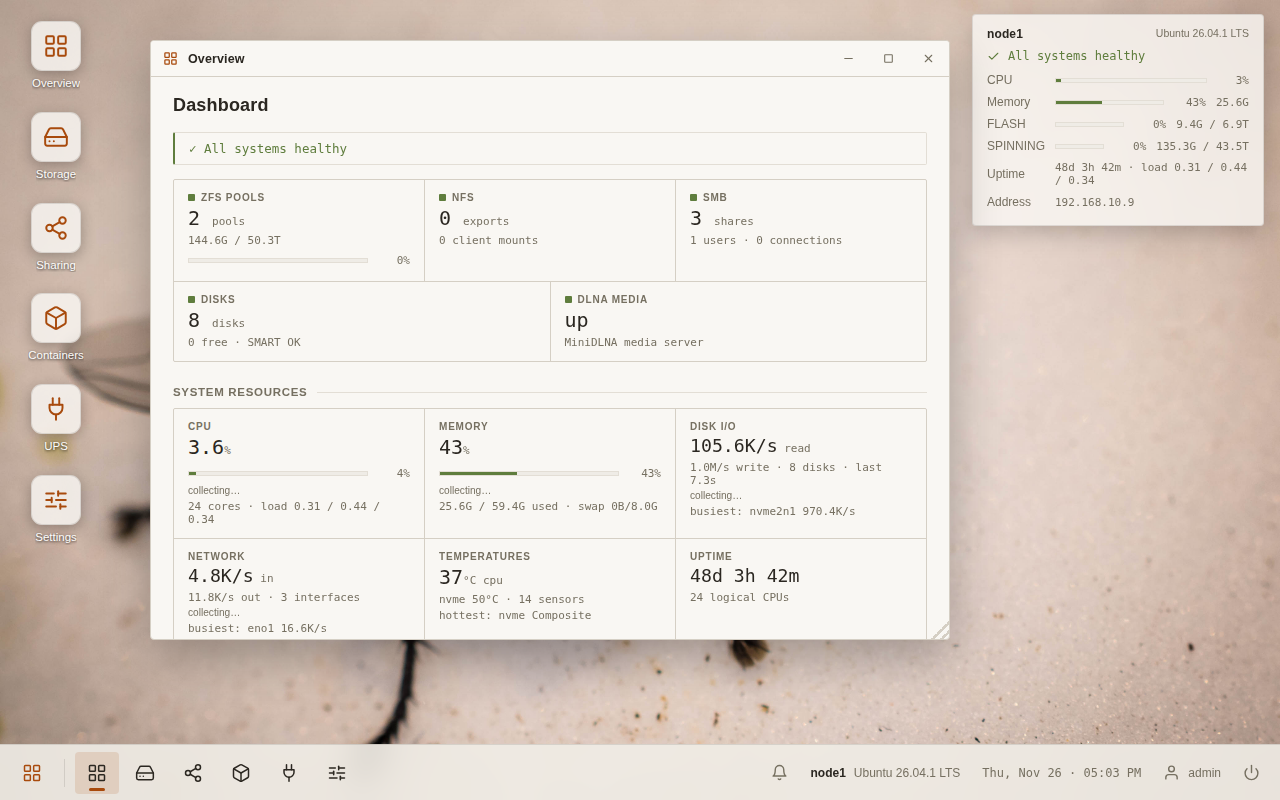 Overview
Storage
Sharing
Containers
UPS
Settings
Overview
Dashboard
✓ All systems healthy
ZFS POOLS
2 pools
144.6G / 50.3T
0%
NFS
0 exports
0 client mounts
SMB
3 shares
1 users · 0 connections
DISKS
8 disks
0 free · SMART OK
DLNA MEDIA
up
MiniDLNA media server
SYSTEM RESOURCES
CPU
3.6%
4%
collecting…
24 cores · load 0.31 / 0.44 /
0.34
MEMORY
43%
43%
collecting…
25.6G / 59.4G used · swap 0B/8.0G
DISK I/O
105.6K/s read
1.0M/s write · 8 disks · last
7.3s
collecting…
busiest: nvme2n1 970.4K/s
NETWORK
4.8K/s in
11.8K/s out · 3 interfaces
collecting…
busiest: eno1 16.6K/s
TEMPERATURES
37°C cpu
nvme 50°C · 14 sensors
hottest: nvme Composite
UPTIME
48d 3h 42m
24 logical CPUs
node1 Ubuntu 26.04.1 LTS
All systems healthy
CPU 3%
Memory 43% 25.6G
FLASH 0% 9.4G / 6.9T
SPINNING 0% 135.3G / 43.5T
Uptime 48d 3h 42m · load 0.31 / 0.44
/ 0.34
Address 192.168.10.9
node1 Ubuntu 26.04.1 LTS Thu, Nov 26 · 05:03 PM admin